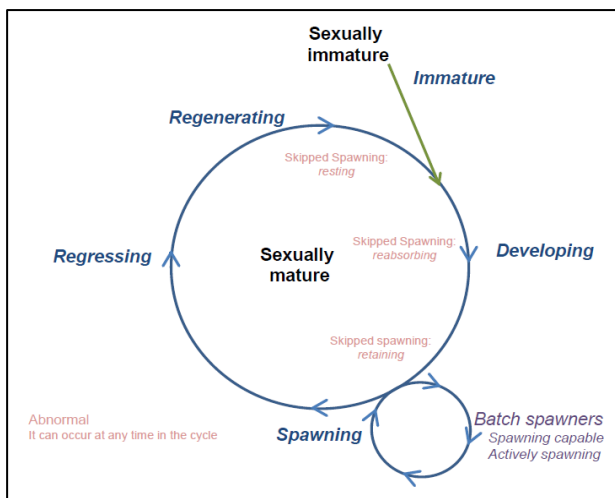 Sexually
immature
Immature
Regenerating
Skipped Spawning:
resting
Regressing
Sexually
mature
Skipped Spawning:
reabsorbing
Developing
Skipped spawning:
retaining
Abnormal
It can occur at any time in the cycle
Spawning
Batch spawners
Spawning capable
Actively spawning